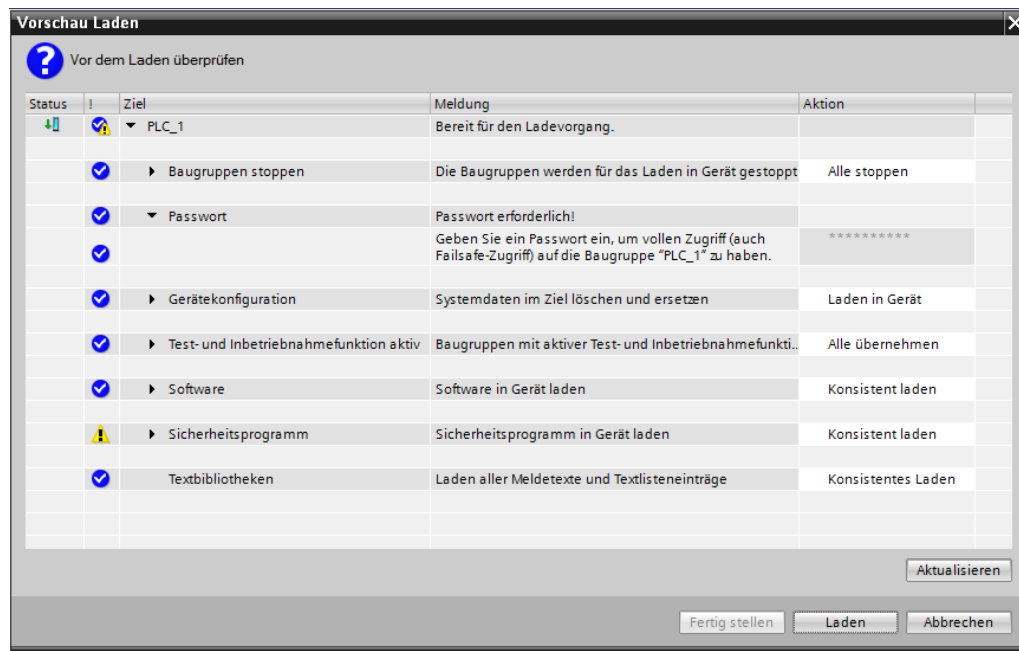 Vorschau Laden
Vor dem Laden überprüfen
Status ! Ziel Meldung Aktion
PLC_1 Bereit für den Ladevorgang.
Baugruppen stoppen Die Baugruppen werden für das Laden in Gerät gestoppt Alle stoppen
Passwort Passwort erforderlich!
Geben Sie ein Passwort ein, um vollen Zugriff (auch
Failsafe-Zugriff) auf die Baugruppe "PLC_1" zu haben. **********
Gerätekonfiguration Systemdaten im Ziel löschen und ersetzen Laden in Gerät
Test- und Inbetriebnahmefunktion aktiv Baugruppen mit aktiver Test- und Inbetriebnahmefunkti... Alle übernehmen
Software Software in Gerät laden Konsistent laden
Sicherheitsprogramm Sicherheitsprogramm in Gerät laden Konsistent laden
Textbibliotheken Laden aller Meldetexte und Textlisteneinträge Konsistentes Laden
Aktualisieren
Fertig stellen Laden Abbrechen